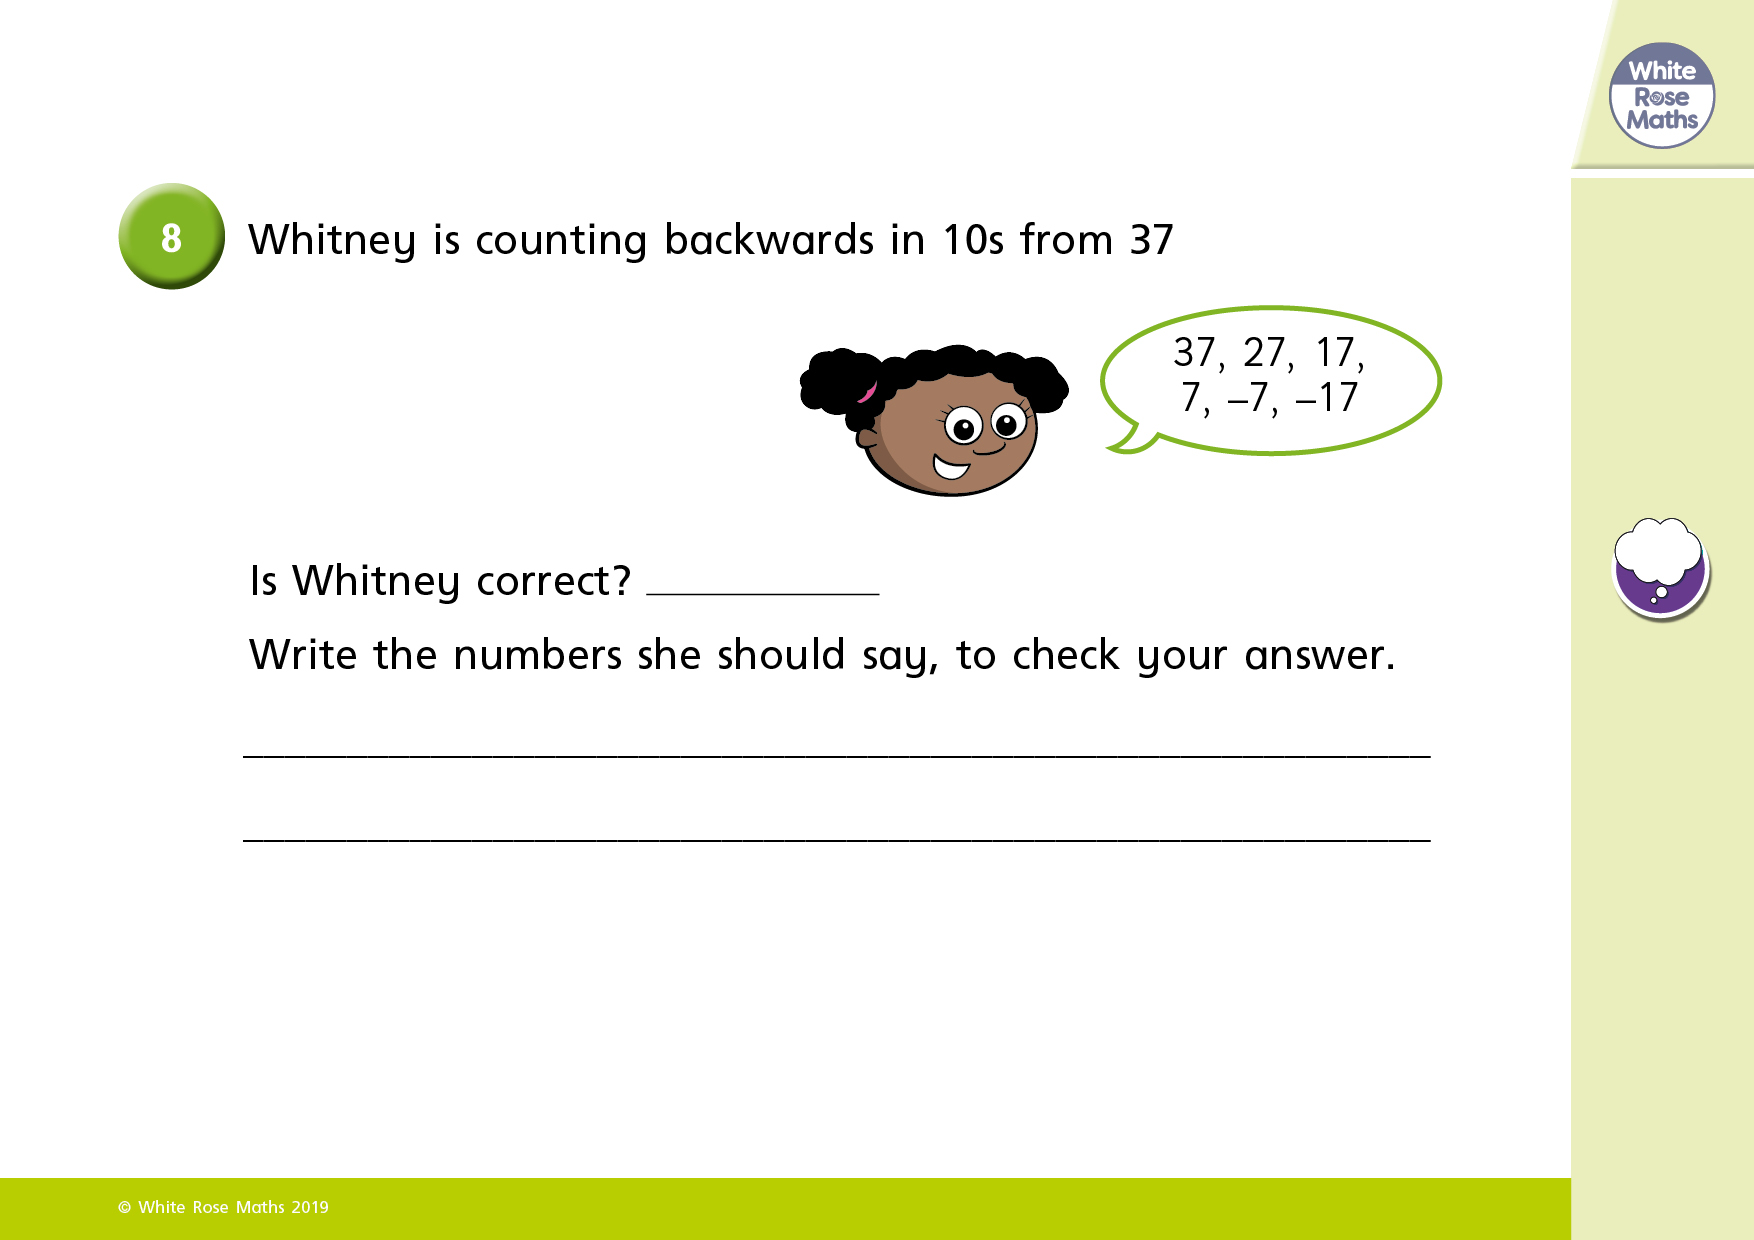 White
Rose
Maths
8
Whitney is counting backwards in 10s from 37
37, 27, 17,
7, –7, –17
Is Whitney correct? ____________
Write the numbers she should say, to check your answer.
© White Rose Maths 2019